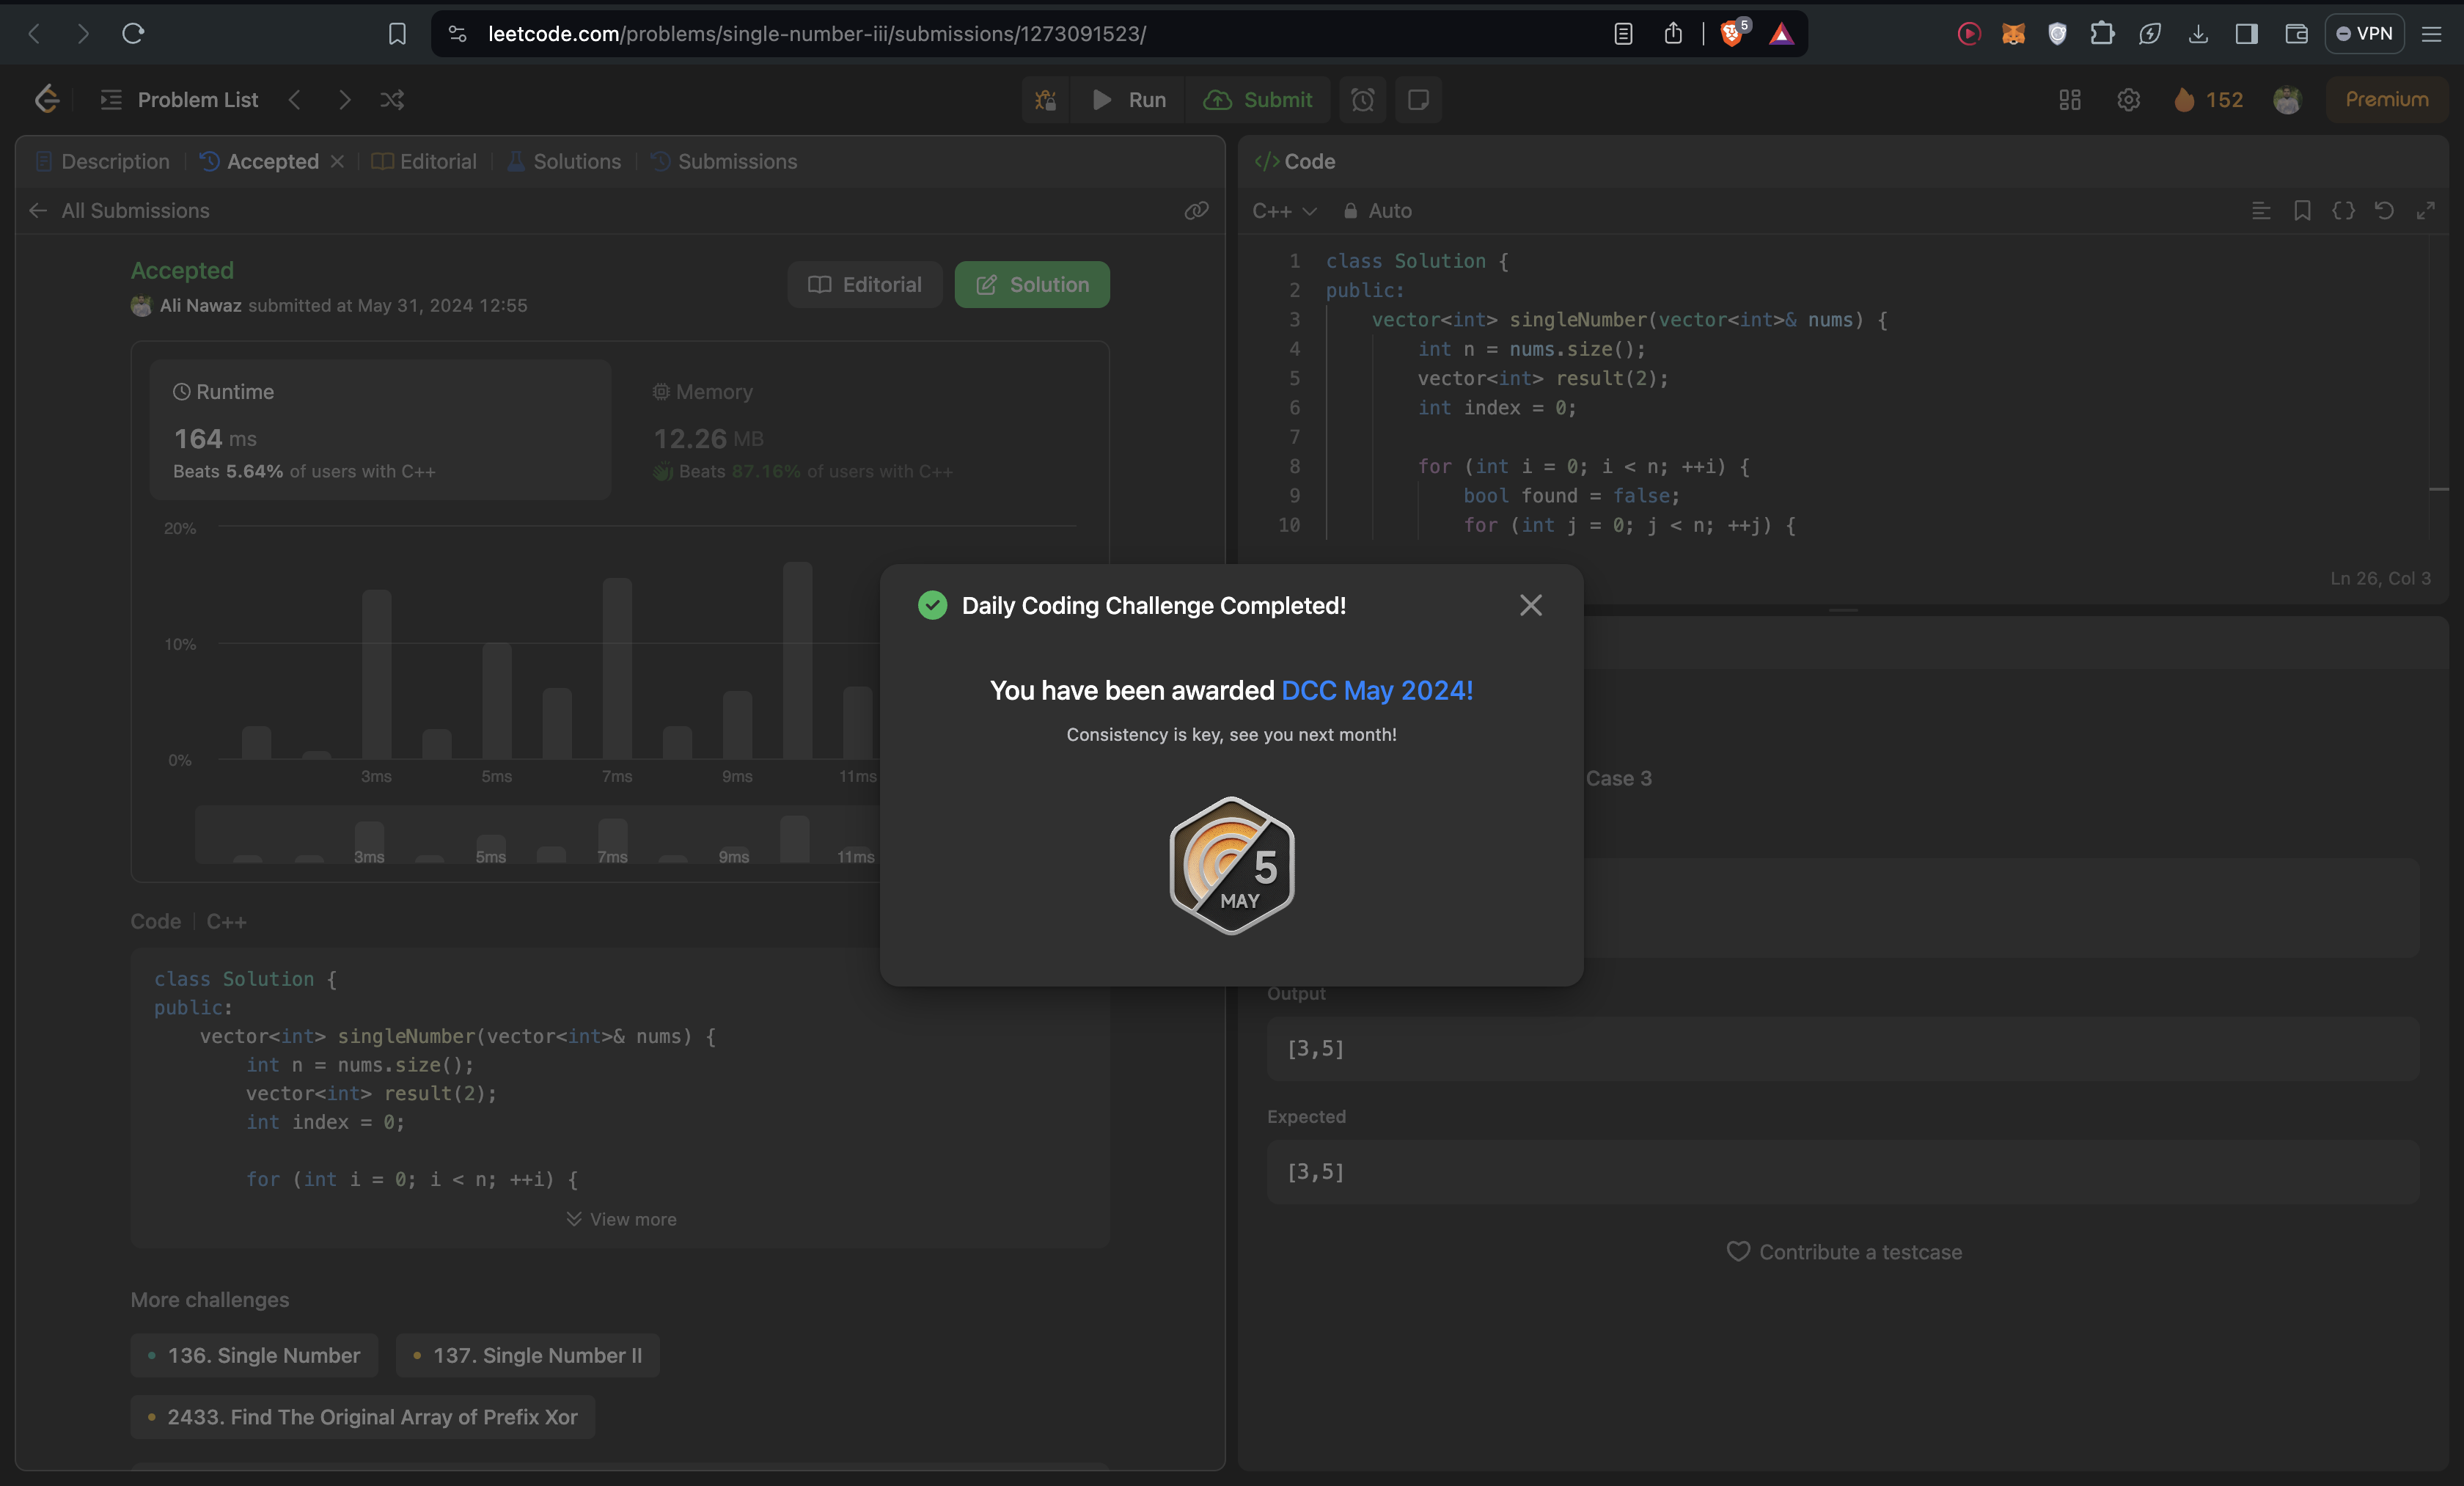 leetcode.com/problems/single-number-iii/submissions/1273091523/
5
VPN
Problem List
Run
Submit
152
Premium
Description
Accepted
Editorial
Solutions
Submissions
All Submissions
Accepted
Ali Nawaz submitted at May 31, 2024 12:55
Editorial
Solution
Runtime
164 ms
Beats 5.64% of users with C++
Memory
12.26 MB
Beats 87.16% of users with C++
20%
10%
0%
3ms
5ms
7ms
9ms
11ms
3ms
5ms
7ms
9ms
11ms
Code
C++
class Solution {
public:
    vector<int> singleNumber(vector<int>& nums) {
        int n = nums.size();
        vector<int> result(2);
        int index = 0;
        for (int i = 0; i < n; ++i) {
View more
More challenges
136. Single Number
137. Single Number II
2433. Find The Original Array of Prefix Xor
</> Code
C++
Auto
1 class Solution {
2 public:
3     vector<int> singleNumber(vector<int>& nums) {
4         int n = nums.size();
5         vector<int> result(2);
6         int index = 0;
7
8         for (int i = 0; i < n; ++i) {
9             bool found = false;
10             for (int j = 0; j < n; ++j) {
Ln 26, Col 3
Daily Coding Challenge Completed!
You have been awarded DCC May 2024!
Consistency is key, see you next month!
5
MAY
Case 3
Output
[3,5]
Expected
[3,5]
Contribute a testcase